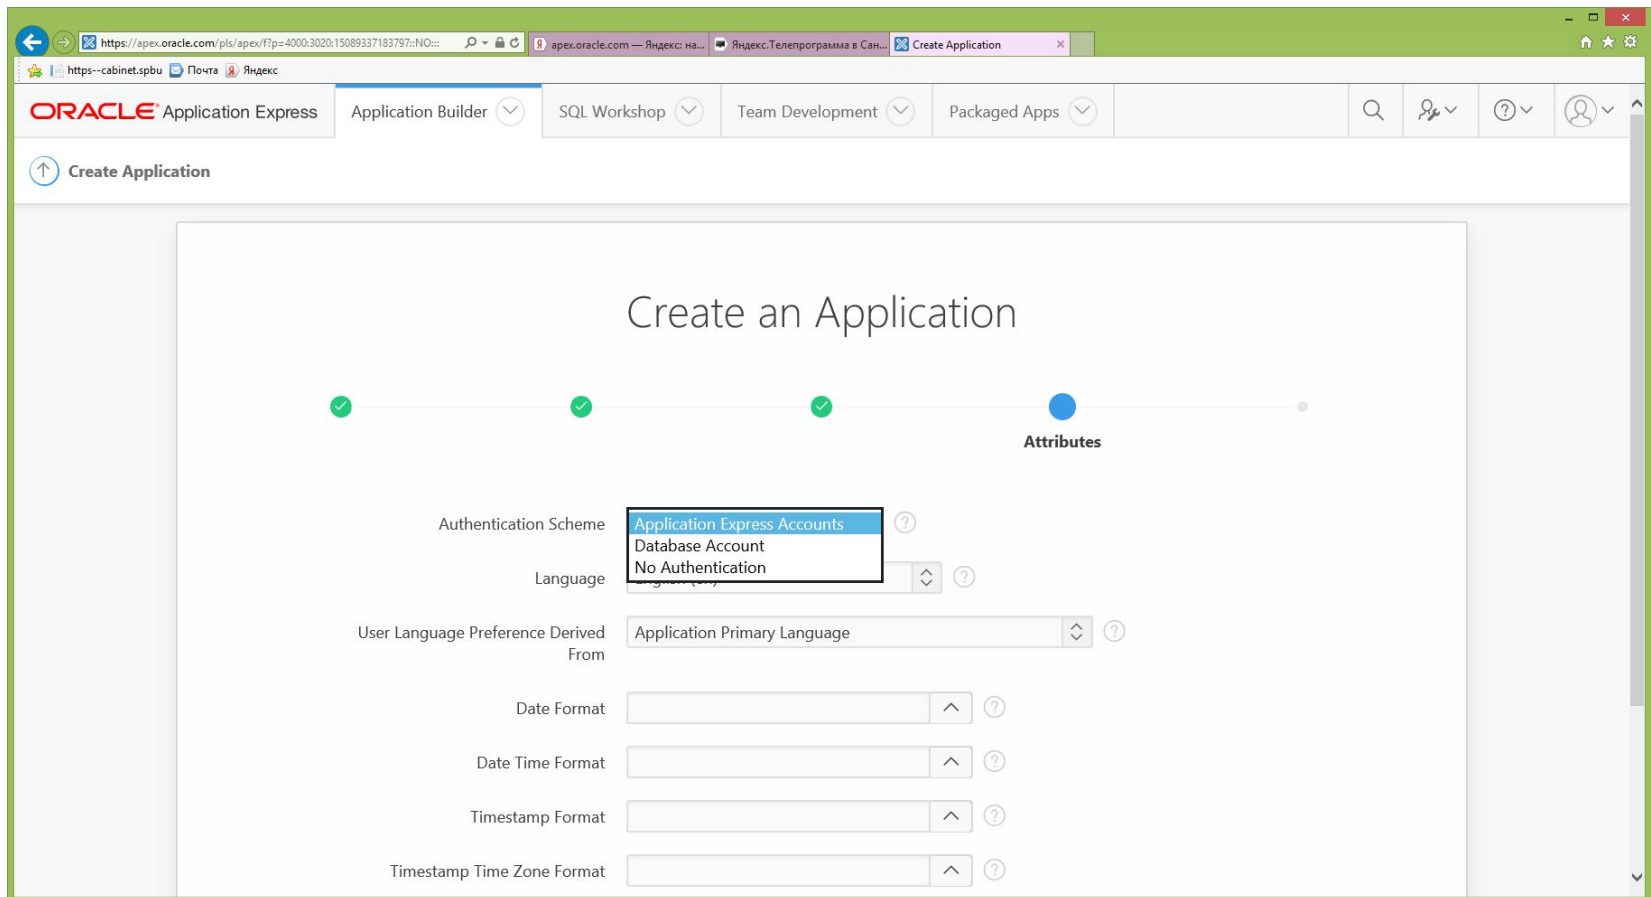 https://apex.oracle.com/pls/apex/f?p=4000:3020:15089337183797::NO:::
apex.oracle.com — Яндекс: на...
Яндекс.Телепрограмма в Сан...
Create Application
https--cabinet.spbu
Почта
Яндекс
ORACLE Application Express
Application Builder
SQL Workshop
Team Development
Packaged Apps
Create Application
Create an Application
Attributes
Authentication Scheme
Application Express Accounts
Database Account
No Authentication
Language
User Language Preference Derived From
Application Primary Language
Date Format
Date Time Format
Timestamp Format
Timestamp Time Zone Format